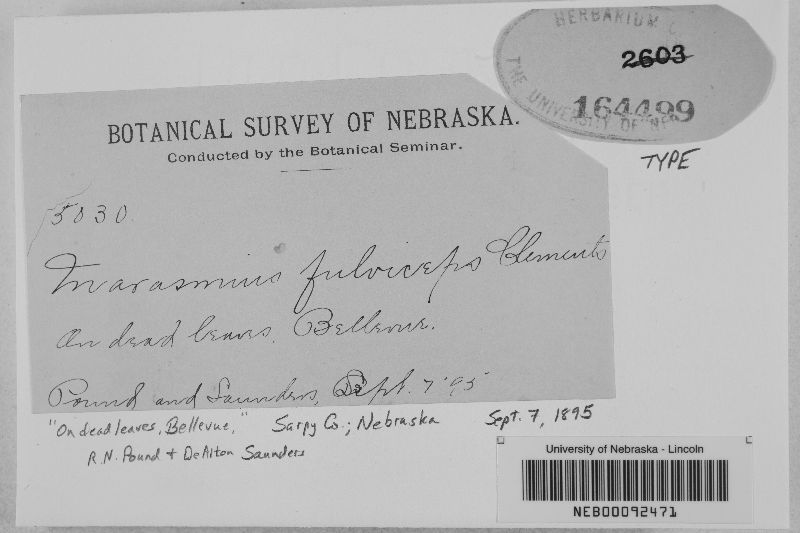 HERBARIUM
2603
THE UNIVERSITY OF NEB
164499
TYPE
BOTANICAL SURVEY OF NEBRASKA.
Conducted by the Botanical Seminar.
5030.
Marasmius fulviceps Clements
On dead leaves. Bellevue.
Pound and Saunders, Sept. 7 '95
"On dead leaves, Bellevue," Sarpy Co.; Nebraska Sept. 7, 1895
R.N. Pound + DeAlton Saunders
University of Nebraska - Lincoln
NEB00092471